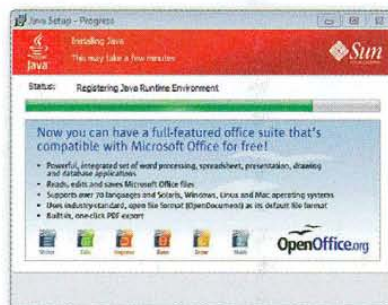 Java Setup - Progress
Installing Java
This may take a few minutes
Java
Sun
Status: Registering Java Runtime Environment
Now you can have a full-featured office suite that's
compatible with Microsoft Office for free!
• Powerful, integrated set of word processing, spreadsheet, presentation, drawing
and database applications
• Reads, edits and saves Microsoft Office files
• Supports over 70 languages and Solaris, Windows, Linux and Mac operating systems
• Uses industry-standard, open file format (OpenDocument) as its default file format
• Built-in, one-click PDF export
Writer Calc Impress Base Draw Math
OpenOffice.org